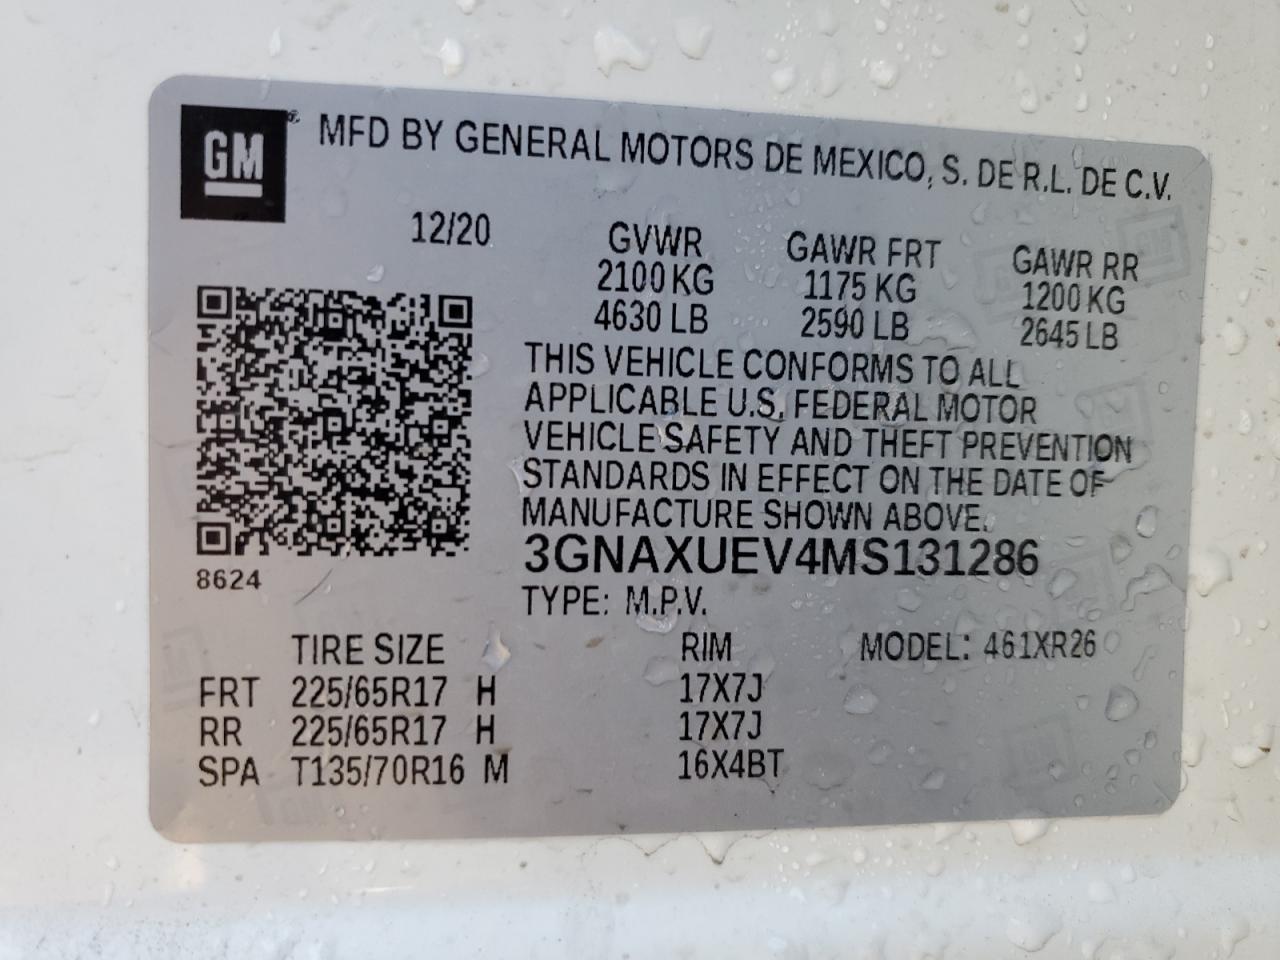 GM® MFD BY GENERAL MOTORS DE MEXICO, S. DE R.L. DE C.V.
12/20 GVWR GAWR FRT GAWR RR
2100 KG 1175 KG 1200 KG
4630 LB 2590 LB 2645 LB
THIS VEHICLE CONFORMS TO ALL
APPLICABLE U.S. FEDERAL MOTOR
VEHICLE SAFETY AND THEFT PREVENTION
STANDARDS IN EFFECT ON THE DATE OF
MANUFACTURE SHOWN ABOVE.
3GNAXUEV4MS131286
8624
TYPE: M.P.V.
TIRE SIZE RIM MODEL: 461XR26
FRT 225/65R17 H 17X7J
RR 225/65R17 H 17X7J
SPA T135/70R16 M 16X4BT